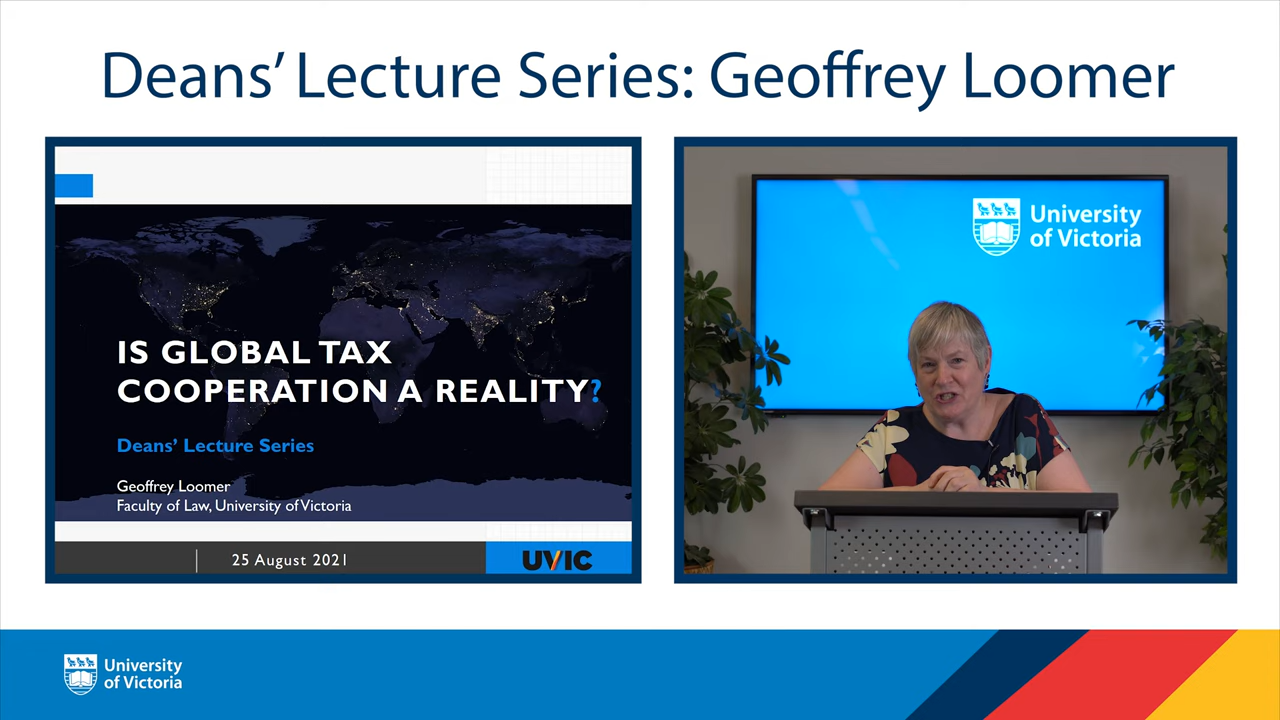 Deans’ Lecture Series: Geoffrey Loomer
IS GLOBAL TAX
COOPERATION A REALITY?
Deans’ Lecture Series
Geoffrey Loomer
Faculty of Law, University of Victoria
25 August 2021
UVIC
University
of Victoria
University
of Victoria